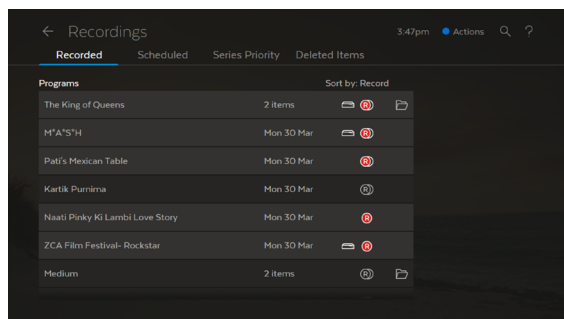 ← Recordings 3:47pm Actions ?
Recorded Scheduled Series Priority Deleted Items
Programs Sort by: Record
The King of Queens 2 items R
M*A*S*H Mon 30 Mar R
Pati's Mexican Table Mon 30 Mar R
Kartik Purnima Mon 30 Mar R
Naati Pinky Ki Lambi Love Story Mon 30 Mar R
ZCA Film Festival- Rockstar Mon 30 Mar R
Medium 2 items R